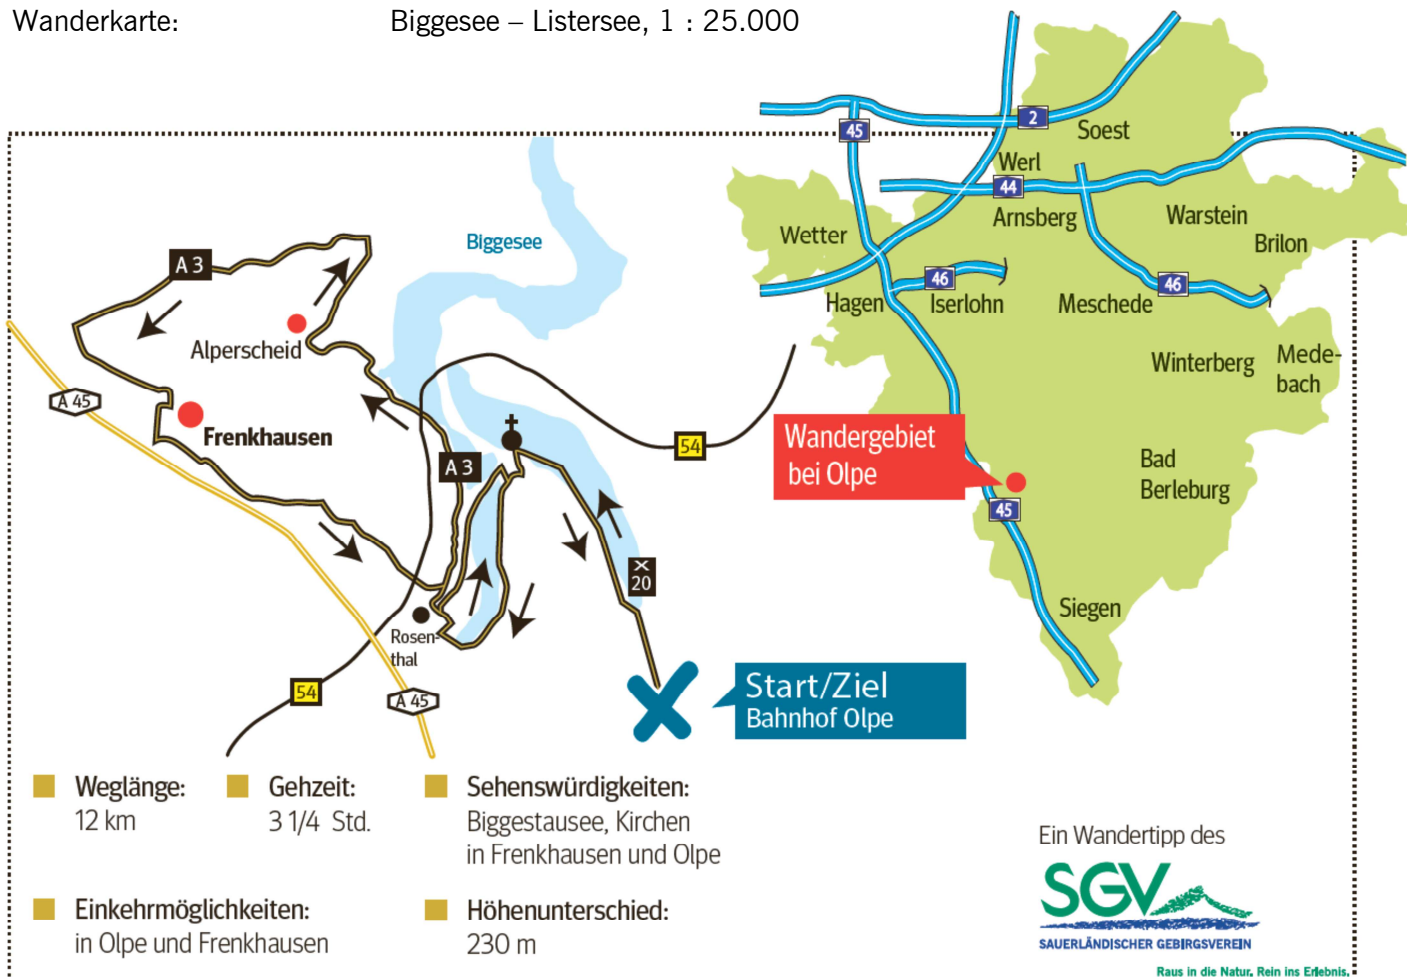 Wanderkarte: Biggesee – Listersee, 1 : 25.000
2
45
Soest
Werl
44
Arnsberg
Warstein
Wetter
Brilon
Biggesee
A 3
46
46
Hagen
Iserlohn
Meschede
Alperscheid
Winterberg
Mede-
bach
A 45
Frenkhausen
54
Wandergebiet
bei Olpe
A 3
Bad
Berleburg
45
X
20
Siegen
Rosen-
thal
54
A 45
Start/Ziel
Bahnhof Olpe
Weglänge:
12 km
Gehzeit:
3 1/4 Std.
Sehenswürdigkeiten:
Biggestausee, Kirchen
in Frenkhausen und Olpe
Einkehrmöglichkeiten:
in Olpe und Frenkhausen
Höhenunterschied:
230 m
Ein Wandertipp des
SGV
SAUERLÄNDISCHER GEBIRGSVEREIN
Raus in die Natur. Rein ins Erlebnis.